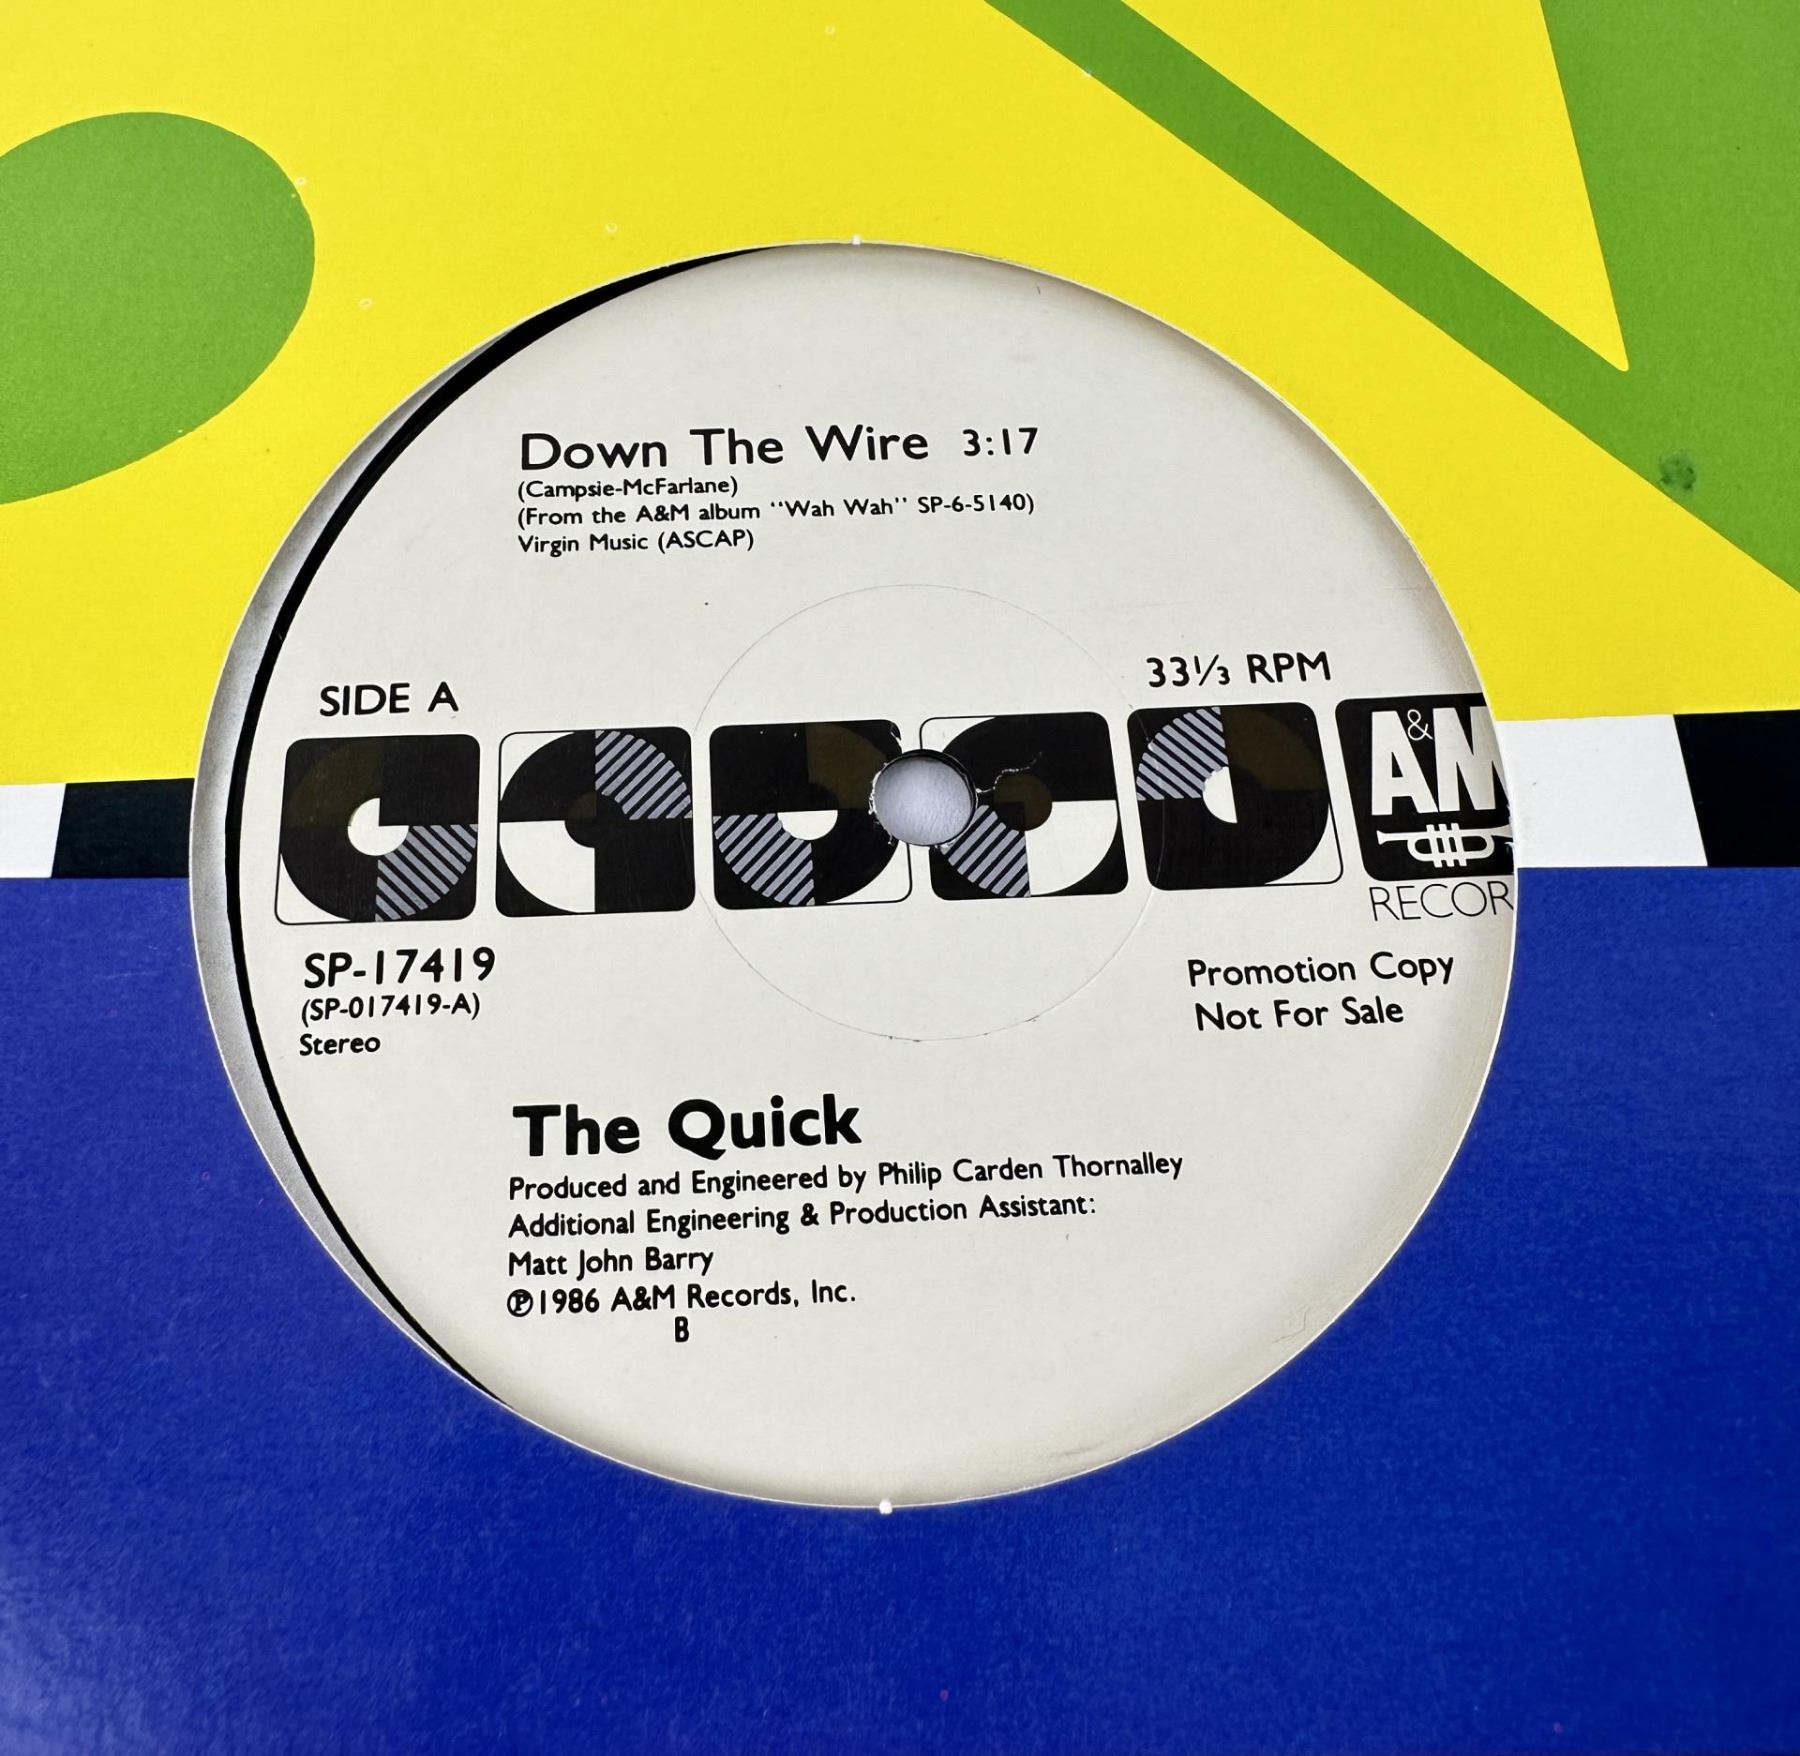 Down The Wire 3:17
(Campsie-McFarlane)
(From the A&M album "Wah Wah" SP-6-5140)
Virgin Music (ASCAP)
SIDE A
33⅓ RPM
A&M
RECOR
SP-17419
(SP-017419-A)
Stereo
Promotion Copy
Not For Sale
The Quick
Produced and Engineered by Philip Carden Thornalley
Additional Engineering & Production Assistant:
Matt John Barry
℗1986 A&M Records, Inc.
B